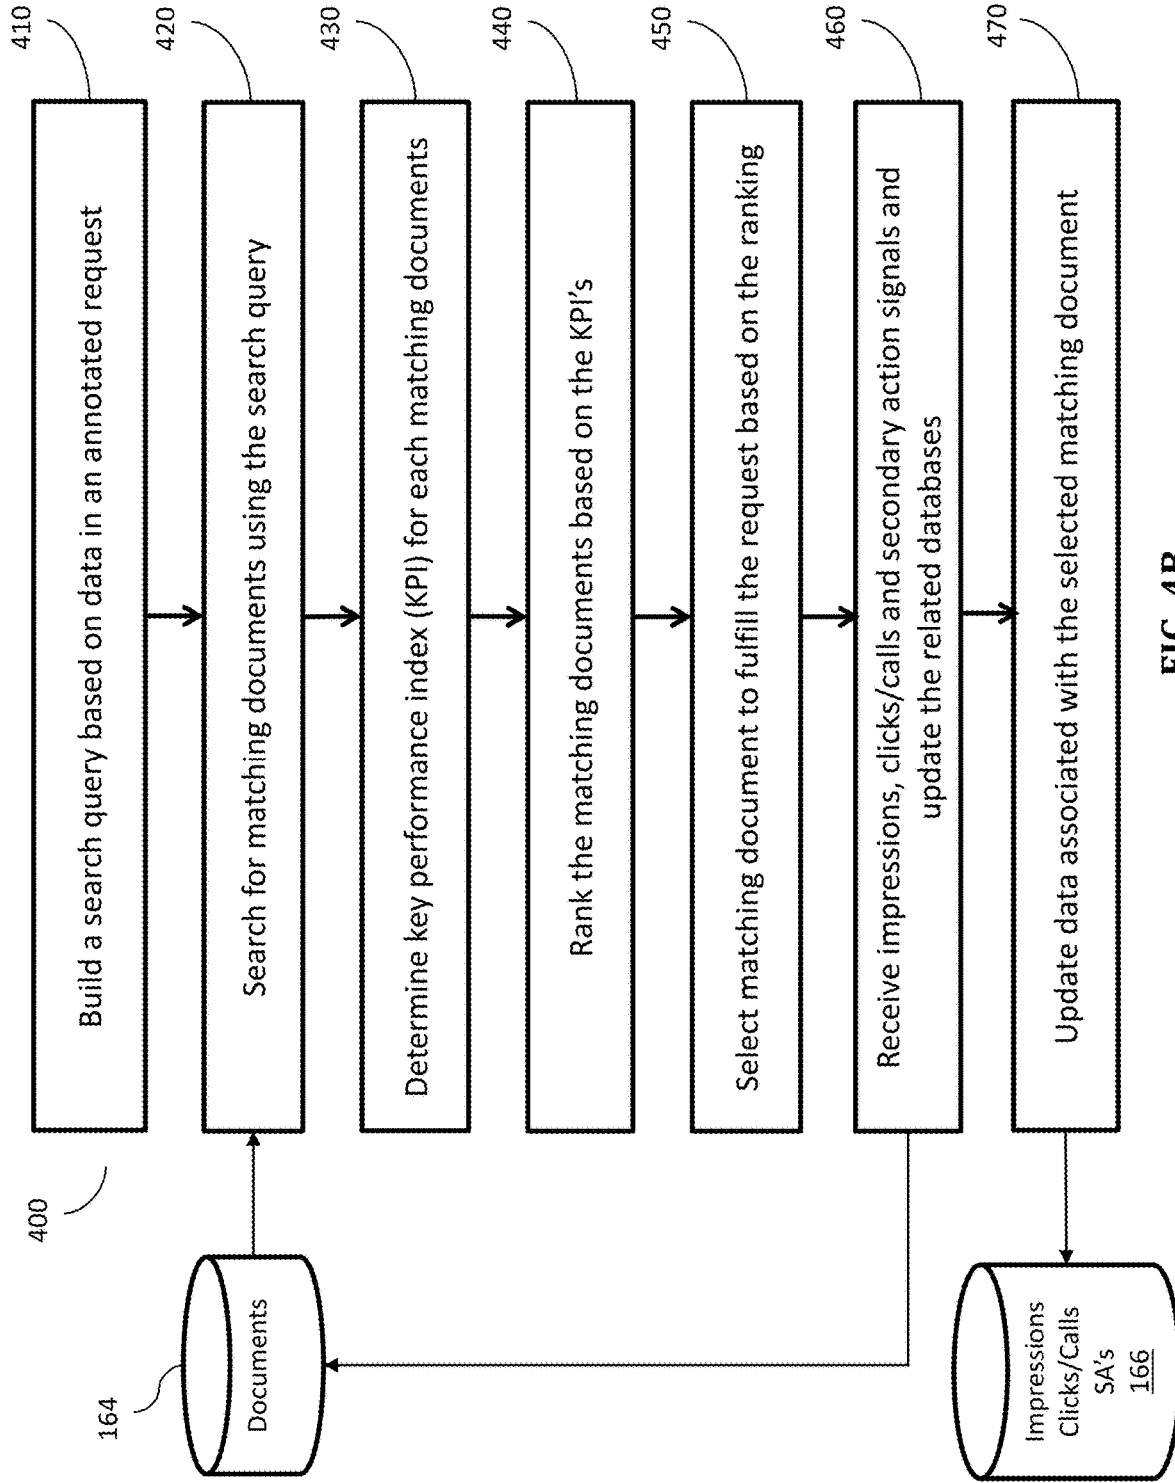 400
410
Build a search query based on data in an annotated request
164
Documents
420
Search for matching documents using the search query
430
Determine key performance index (KPI) for each matching documents
440
Rank the matching documents based on the KPI's
450
Select matching document to fulfill the request based on the ranking
460
Receive impressions, clicks/calls and secondary action signals and
update the related databases
470
Update data associated with the selected matching document
Impressions
Clicks/Calls
SA's
166